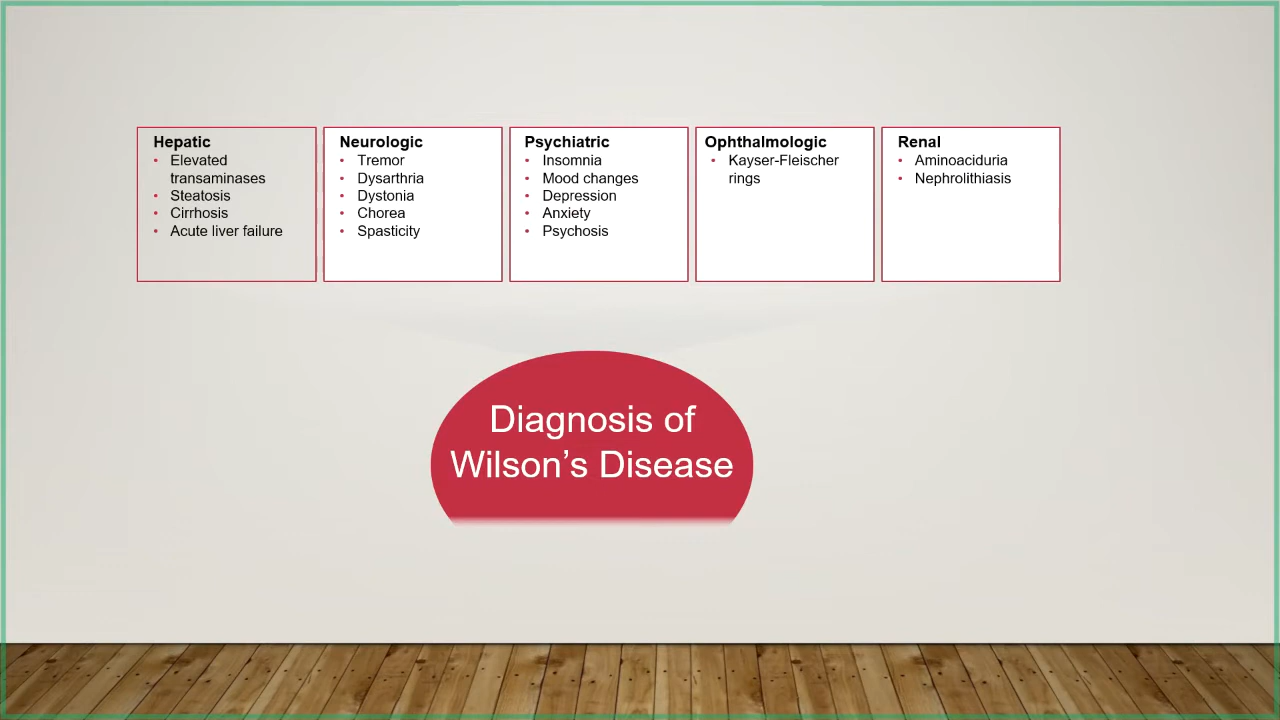 Hepatic
• Elevated
transaminases
• Steatosis
• Cirrhosis
• Acute liver failure
Neurologic
• Tremor
• Dysarthria
• Dystonia
• Chorea
• Spasticity
Psychiatric
• Insomnia
• Mood changes
• Depression
• Anxiety
• Psychosis
Ophthalmologic
• Kayser-Fleischer
rings
Renal
• Aminoaciduria
• Nephrolithiasis
Diagnosis of
Wilson’s Disease